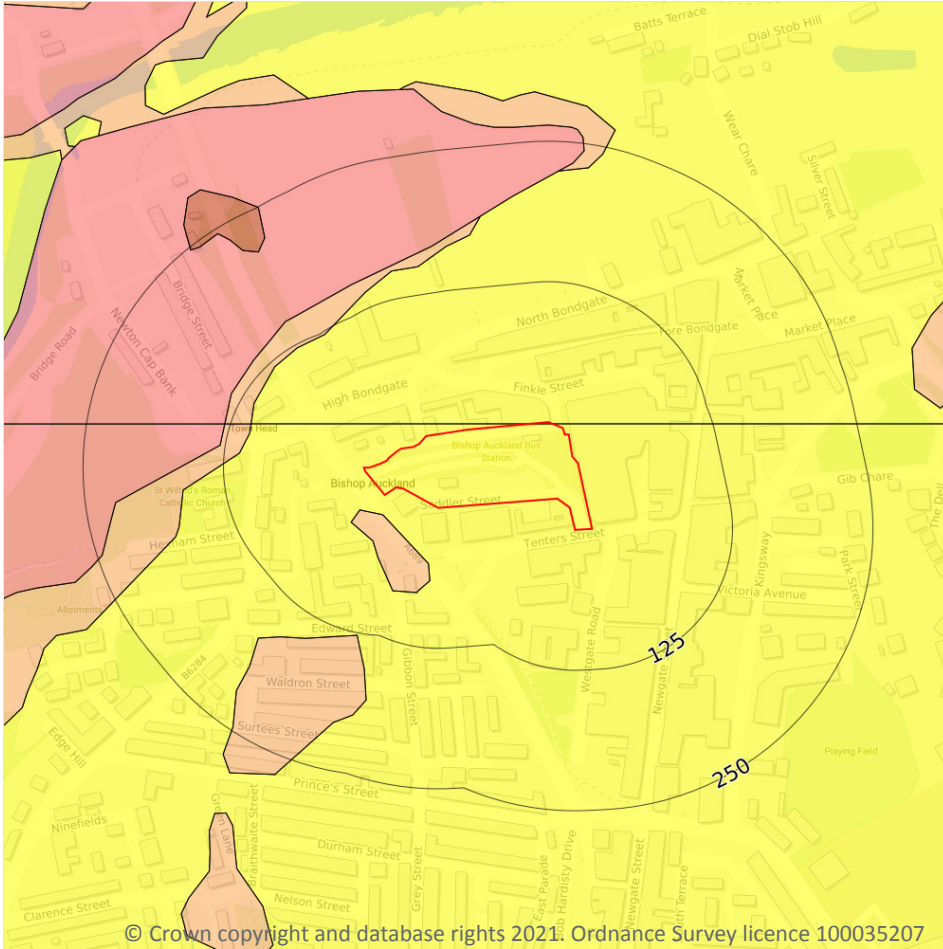 Batts Terrace
Dial Stob Hill
Wear Chare
Silver Street
Bridge Street
Newton Cap
Bank
Bridge Road
Market Place
North Bondgate
Fore Bondgate
Market Place
High Bondgate
Finkle Street
Town Head
Bishop Auckland Bus
Station
Bishop Auckland
St Wilfrid's Roman
Catholic Church
Saddler Street
Gib Chare
The Dell
Hexham Street
Tenters Street
A689
Kingsway
Park Street
Victoria Avenue
Allotments
Edward Street
125
B6284
Gibbon Street
Westgate Road
Waldron Street
Surtees Street
Edge Hill
Playing Field
250
Prince's Street
Ninefields
Green Lane
Braithwaite Street
Durham Street
Grey Street
East Parade
Bob Hardisty Drive
Newgate Street
Clarence Street
Nelson Street
© Crown copyright and database rights 2021. Ordnance Survey licence 100035207